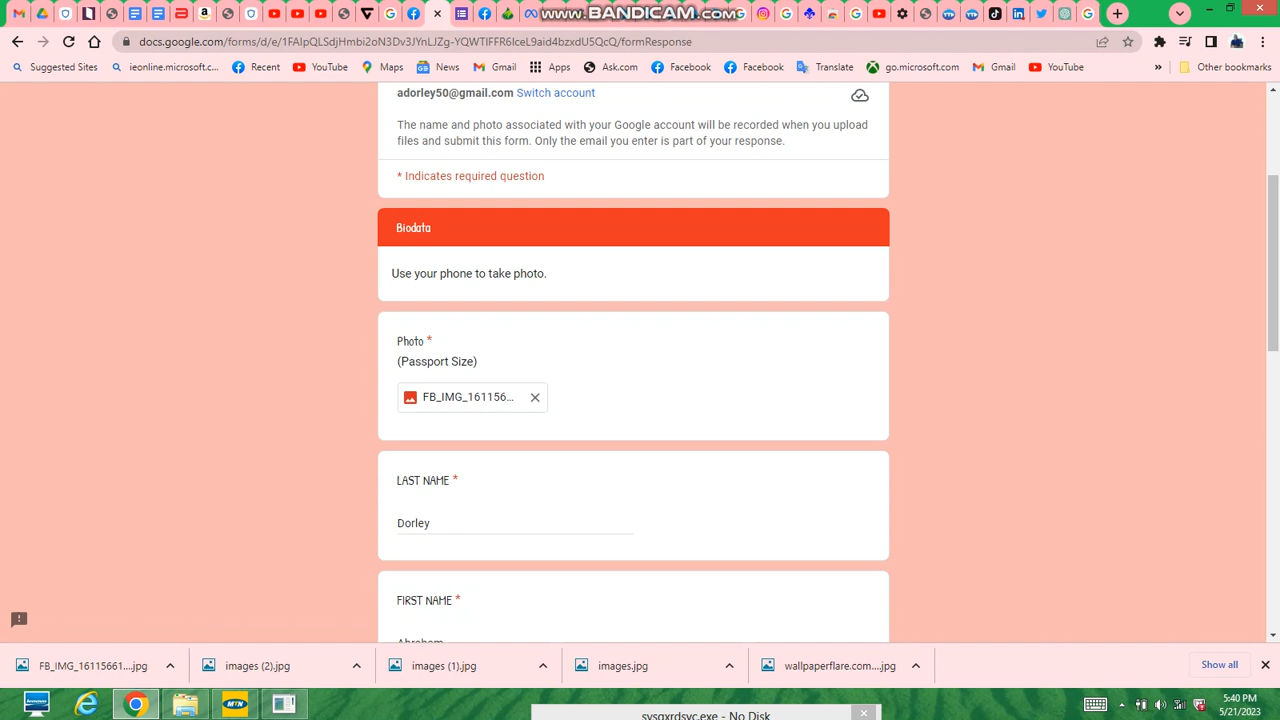 WWW.BANDICAM.COM
docs.google.com/forms/d/e/1FAIpQLSdjHmbi2oN3Dv3JYnLJZg-YQWTIFFR6lceL9aid4bzxdU5QcQ/formResponse
Suggested Sites ieonline.microsoft.c... Recent YouTube Maps News Gmail Apps Ask.com Facebook Facebook Translate go.microsoft.com Gmail YouTube » Other bookmarks
adorley50@gmail.com Switch account
The name and photo associated with your Google account will be recorded when you upload
files and submit this form. Only the email you enter is part of your response.
* Indicates required question
Biodata
Use your phone to take photo.
Photo *
(Passport Size)
FB_IMG_161156...
LAST NAME *
Dorley
FIRST NAME *
Abraham
FB_IMG_16115661....jpg images (2).jpg images (1).jpg images.jpg wallpaperflare.com....jpg Show all
MTN
5:40 PM
5/21/2023
sysqxrdsvc.exe - No Disk